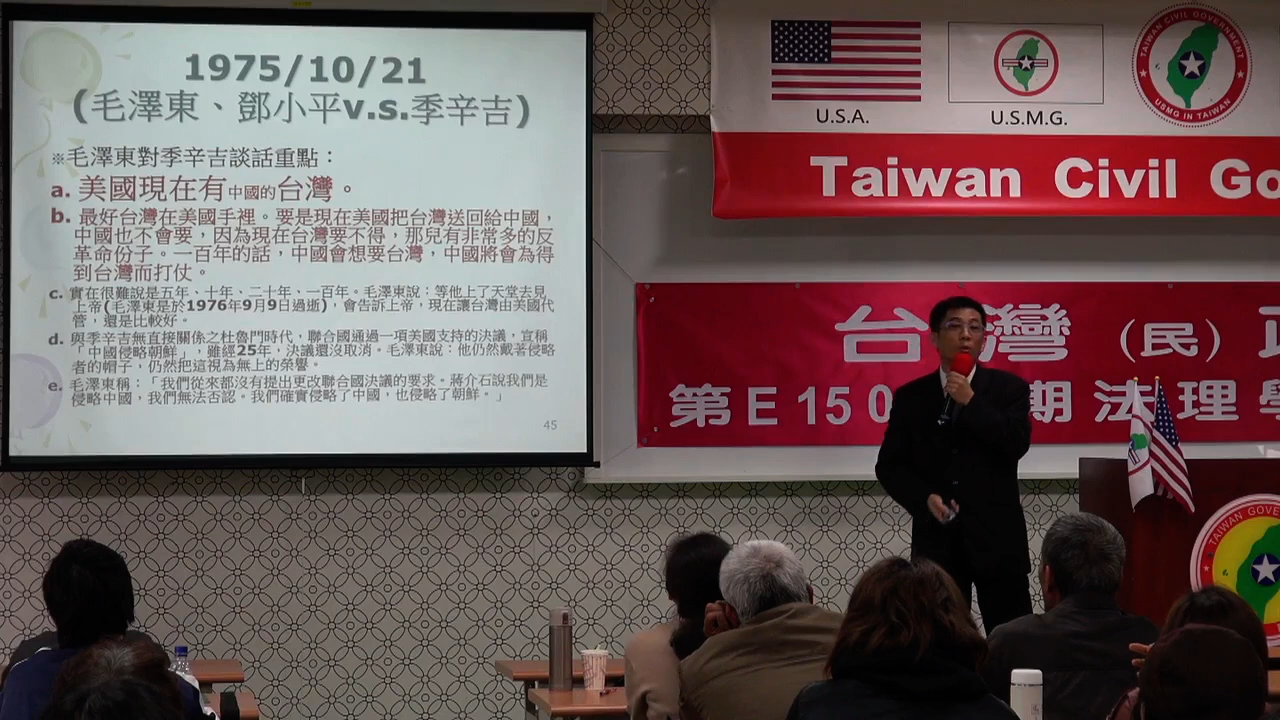 1975/10/21
(毛澤東、鄧小平v.s.季辛吉)
※毛澤東對季辛吉談話重點：
a. 美國現在有中國的台灣。
b. 最好台灣在美國手裡。要是現在美國把台灣送回給中國，
中國也不會要，因為現在台灣要不得，那兒有非常多的反
革命份子。一百年的話，中國會想要台灣，中國將會為得
到台灣而打仗。
c. 實在很難說是五年、十年、二十年、一百年。毛澤東說：等他上了天堂去見
上帝(毛澤東是於1976年9月9日過逝)，會告訴上帝，現在讓台灣由美國代
管，還是比較好。
d. 與季辛吉無直接關係之杜魯門時代，聯合國通過一項美國支持的決議，宣稱
「中國侵略朝鮮」，雖經25年，決議還沒取消。毛澤東說：他仍然戴著侵略
者的帽子，仍然把這視為無上的榮譽。
e. 毛澤東稱：「我們從來都沒有提出更改聯合國決議的要求。蔣介石說我們是
侵略中國，我們無法否認。我們確實侵略了中國，也侵略了朝鮮。」
45
U.S.A.
U.S.M.G.
TAIWAN CIVIL GOVERNMENT
USMG IN TAIWAN
Taiwan Civil Go
台灣（民）政
第E150 期法理學
TAIWAN GOVE